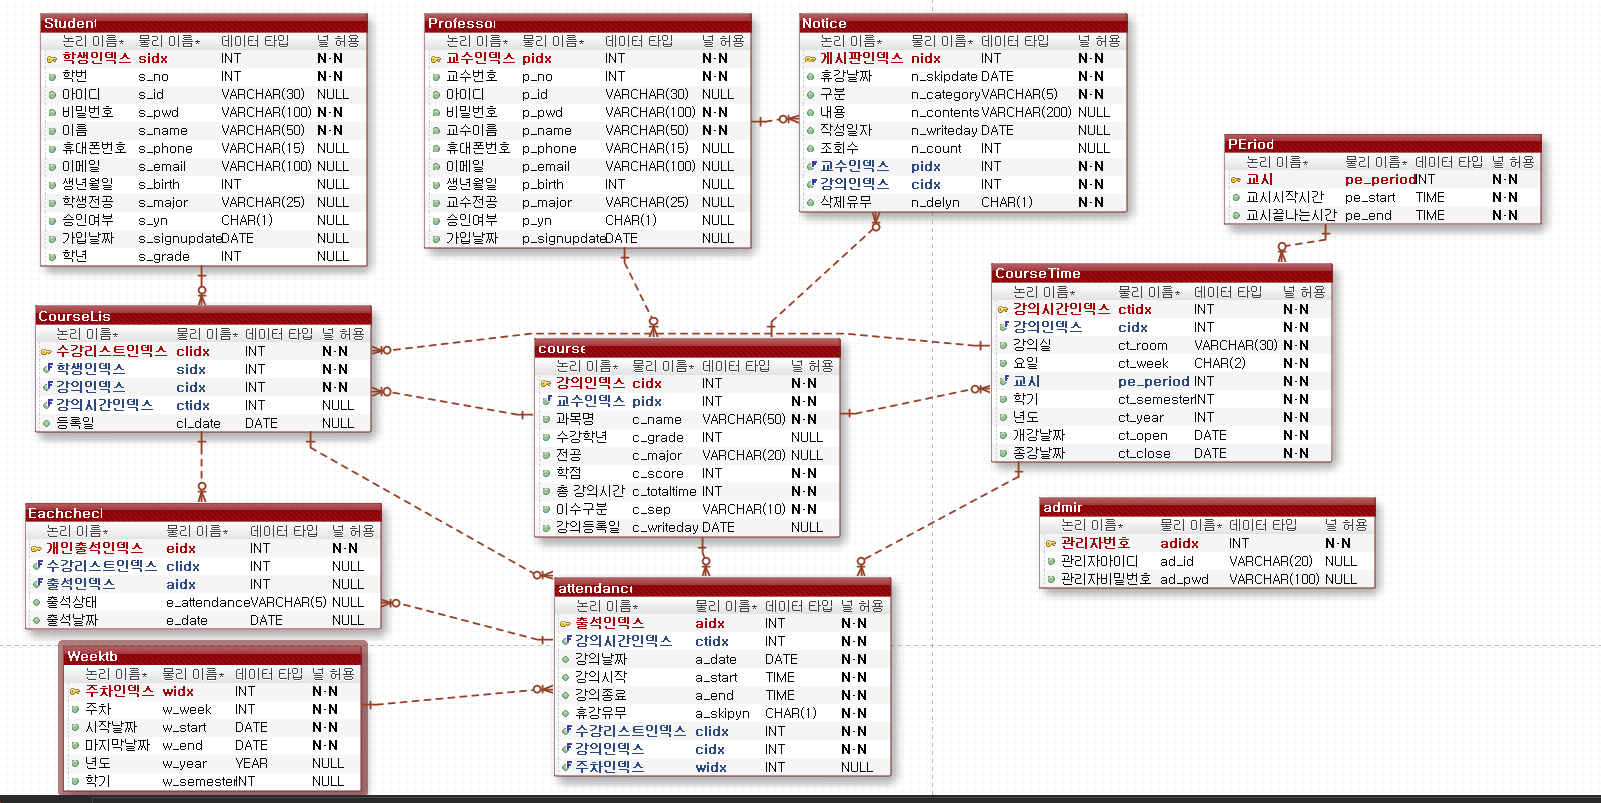 Student
논리 이름* 물리 이름* 데이터 타입 널 허용
학생인덱스 sidx INT N-N
학번 s_no INT N-N
아이디 s_id VARCHAR(30) NULL
비밀번호 s_pwd VARCHAR(100) N-N
이름 s_name VARCHAR(50) N-N
휴대폰번호 s_phone VARCHAR(15) NULL
이메일 s_email VARCHAR(100) NULL
생년월일 s_birth INT NULL
학생전공 s_major VARCHAR(25) NULL
승인여부 s_yn CHAR(1) NULL
가입날짜 s_signupdate DATE NULL
학년 s_grade INT NULL
Professor
논리 이름* 물리 이름* 데이터 타입 널 허용
교수인덱스 pidx INT N-N
교수번호 p_no INT N-N
아이디 p_id VARCHAR(30) NULL
비밀번호 p_pwd VARCHAR(100) N-N
교수이름 p_name VARCHAR(50) N-N
휴대폰번호 p_phone VARCHAR(15) NULL
이메일 p_email VARCHAR(100) NULL
생년월일 p_birth INT NULL
교수전공 p_major VARCHAR(25) NULL
승인여부 p_yn CHAR(1) NULL
가입날짜 p_signupdate DATE NULL
Notice
논리 이름* 물리 이름* 데이터 타입 널 허용
게시판인덱스 nidx INT N-N
휴강날짜 n_skipdate DATE N-N
구분 n_category VARCHAR(5) N-N
내용 n_contents VARCHAR(200) NULL
작성일자 n_writeday DATE NULL
조회수 n_count INT NULL
교수인덱스 pidx INT N-N
강의인덱스 cidx INT N-N
삭제유무 n_delyn CHAR(1) N-N
PEriod
논리 이름* 물리 이름* 데이터 타입 널 허용
교시 pe_period INT N-N
교시시작시간 pe_start TIME N-N
교시끝나는시간 pe_end TIME N-N
CourseLis
논리 이름* 물리 이름* 데이터 타입 널 허용
수강리스트인덱스 clidx INT N-N
학생인덱스 sidx INT N-N
강의인덱스 cidx INT N-N
강의시간인덱스 ctidx INT NULL
등록일 cl_date DATE NULL
course
논리 이름* 물리 이름* 데이터 타입 널 허용
강의인덱스 cidx INT N-N
교수인덱스 pidx INT N-N
과목명 c_name VARCHAR(50) N-N
수강학년 c_grade INT NULL
전공 c_major VARCHAR(20) NULL
학점 c_score INT N-N
총 강의시간 c_totaltime INT N-N
이수구분 c_sep VARCHAR(10) N-N
강의등록일 c_writeday DATE NULL
CourseTime
논리 이름* 물리 이름* 데이터 타입 널 허용
강의시간인덱스 ctidx INT N-N
강의인덱스 cidx INT N-N
강의실 ct_room VARCHAR(30) N-N
요일 ct_week CHAR(2) N-N
교시 pe_period INT N-N
학기 ct_semester INT N-N
년도 ct_year INT N-N
개강날짜 ct_open DATE N-N
종강날짜 ct_close DATE N-N
Eachchecl
논리 이름* 물리 이름* 데이터 타입 널 허용
개인출석인덱스 eidx INT N-N
수강리스트인덱스 clidx INT NULL
출석인덱스 aidx INT NULL
출석상태 e_attendance VARCHAR(5) NULL
출석날짜 e_date DATE NULL
admir
논리 이름* 물리 이름* 데이터 타입 널 허용
관리자번호 adidx INT N-N
관리자아이디 ad_id VARCHAR(20) NULL
관리자비밀번호 ad_pwd VARCHAR(100) NULL
attendanc
논리 이름* 물리 이름* 데이터 타입 널 허용
출석인덱스 aidx INT N-N
강의시간인덱스 ctidx INT N-N
강의날짜 a_date DATE N-N
강의시작 a_start TIME N-N
강의종료 a_end TIME N-N
휴강유무 a_skipyn CHAR(1) N-N
수강리스트인덱스 clidx INT N-N
강의인덱스 cidx INT N-N
주차인덱스 widx INT NULL
Weektb
논리 이름* 물리 이름* 데이터 타입 널 허용
주차인덱스 widx INT N-N
주차 w_week INT N-N
시작날짜 w_start DATE N-N
마지막날짜 w_end DATE N-N
년도 w_year YEAR NULL
학기 w_semester INT NULL